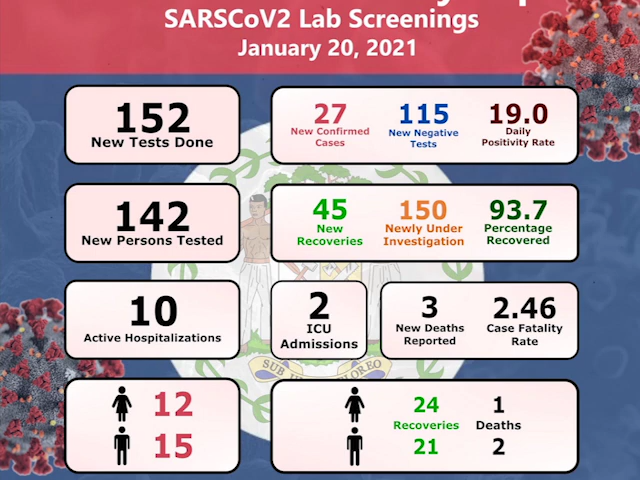 SARSCoV2 Lab Screenings
January 20, 2021
152
New Tests Done
27
New Confirmed
Cases
115
New Negative
Tests
19.0
Daily
Positivity Rate
142
New Persons Tested
45
New
Recoveries
150
Newly Under
Investigation
93.7
Percentage
Recovered
10
Active Hospitalizations
2
ICU
Admissions
3
New Deaths
Reported
2.46
Case Fatality
Rate
SUB
OREO
12
15
24
Recoveries
21
1
Deaths
2